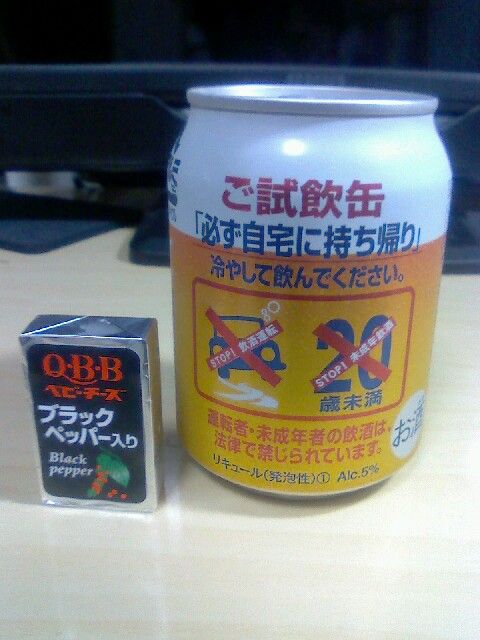 ご試飲缶
「必ず自宅に持ち帰り」
冷やして飲んでください。
STOP! 飲酒運転
STOP! 未成年飲酒
20
歳未満
運転者・未成年者の飲酒は、
法律で禁じられています。
お酒
リキュール(発泡性)① Alc.5%
Q・B・B
ベビーチーズ
ブラック
ペッパー入り
Black
pepper